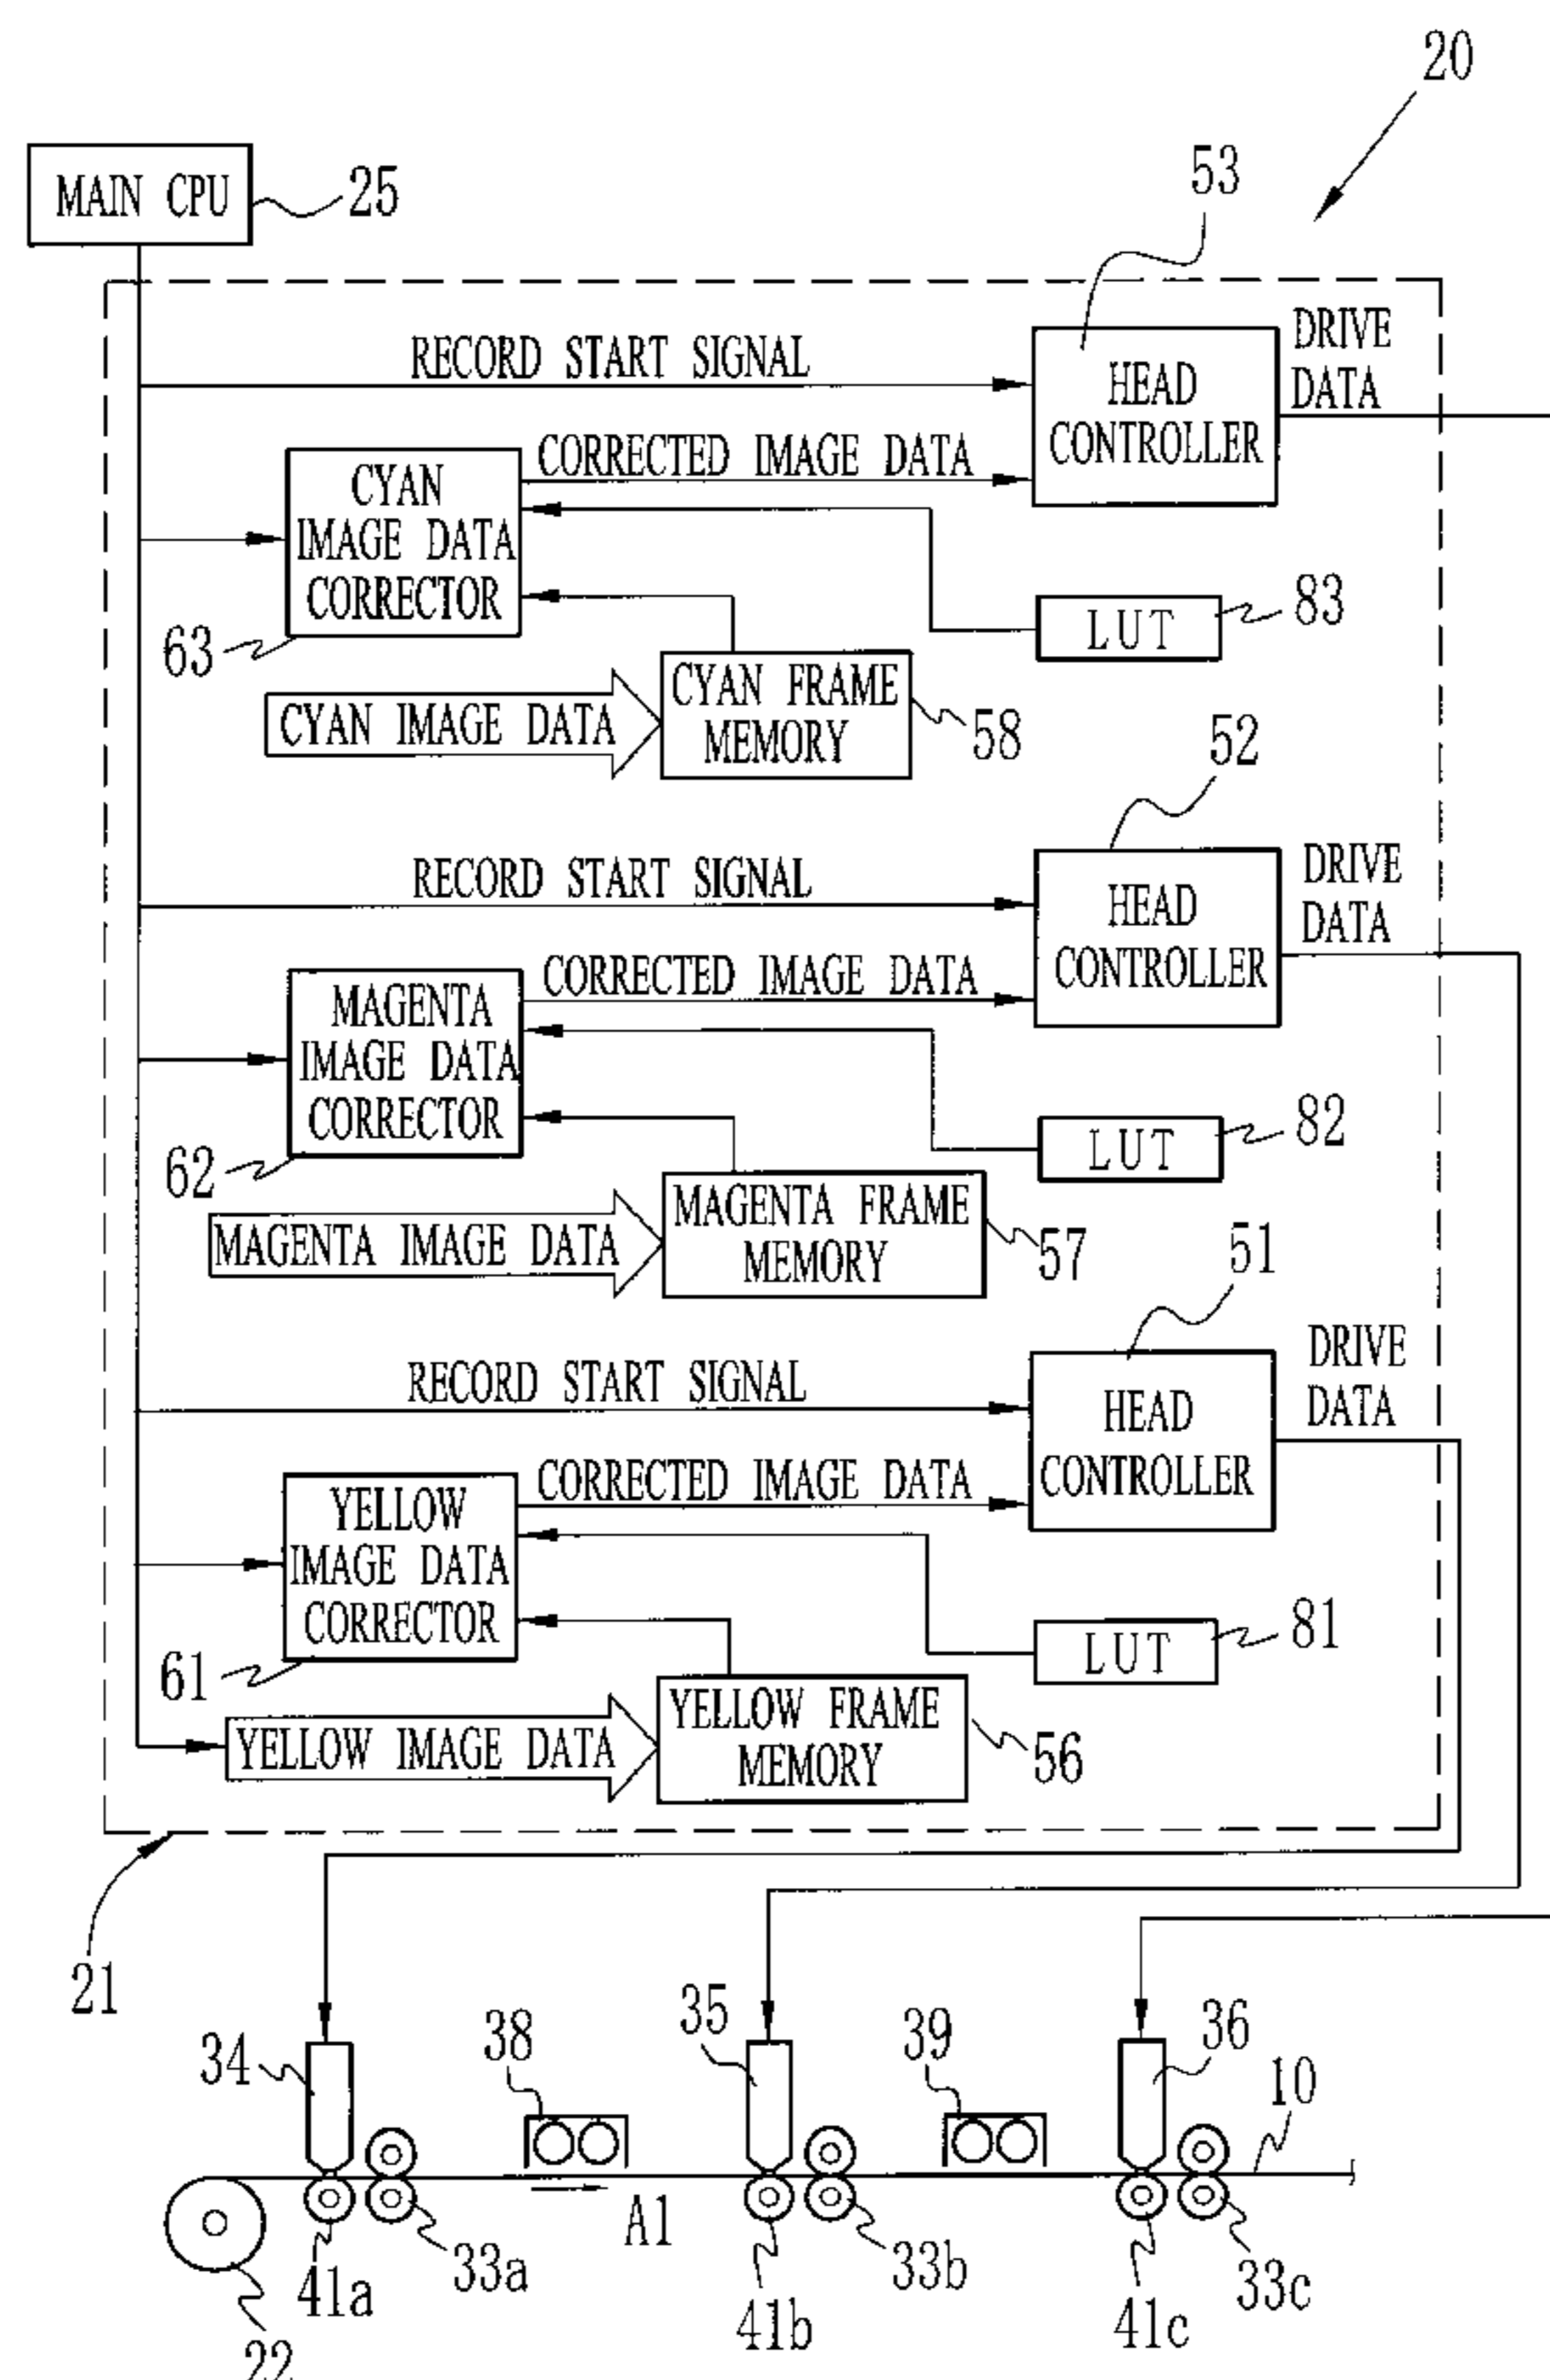 20
MAIN CPU
25
53
RECORD START SIGNAL
HEAD
CONTROLLER
DRIVE
DATA
CORRECTED IMAGE DATA
CYAN
IMAGE DATA
CORRECTOR
63
LUT
83
CYAN IMAGE DATA
CYAN FRAME
MEMORY
58
52
RECORD START SIGNAL
HEAD
CONTROLLER
DRIVE
DATA
CORRECTED IMAGE DATA
MAGENTA
IMAGE DATA
CORRECTOR
62
LUT
82
MAGENTA IMAGE DATA
MAGENTA FRAME
MEMORY
57
51
RECORD START SIGNAL
HEAD
CONTROLLER
DRIVE
DATA
CORRECTED IMAGE DATA
YELLOW
IMAGE DATA
CORRECTOR
61
LUT
81
YELLOW IMAGE DATA
YELLOW FRAME
MEMORY
56
21
34
38
35
39
36
10
A1
41a
33a
41b
33b
41c
33c
22